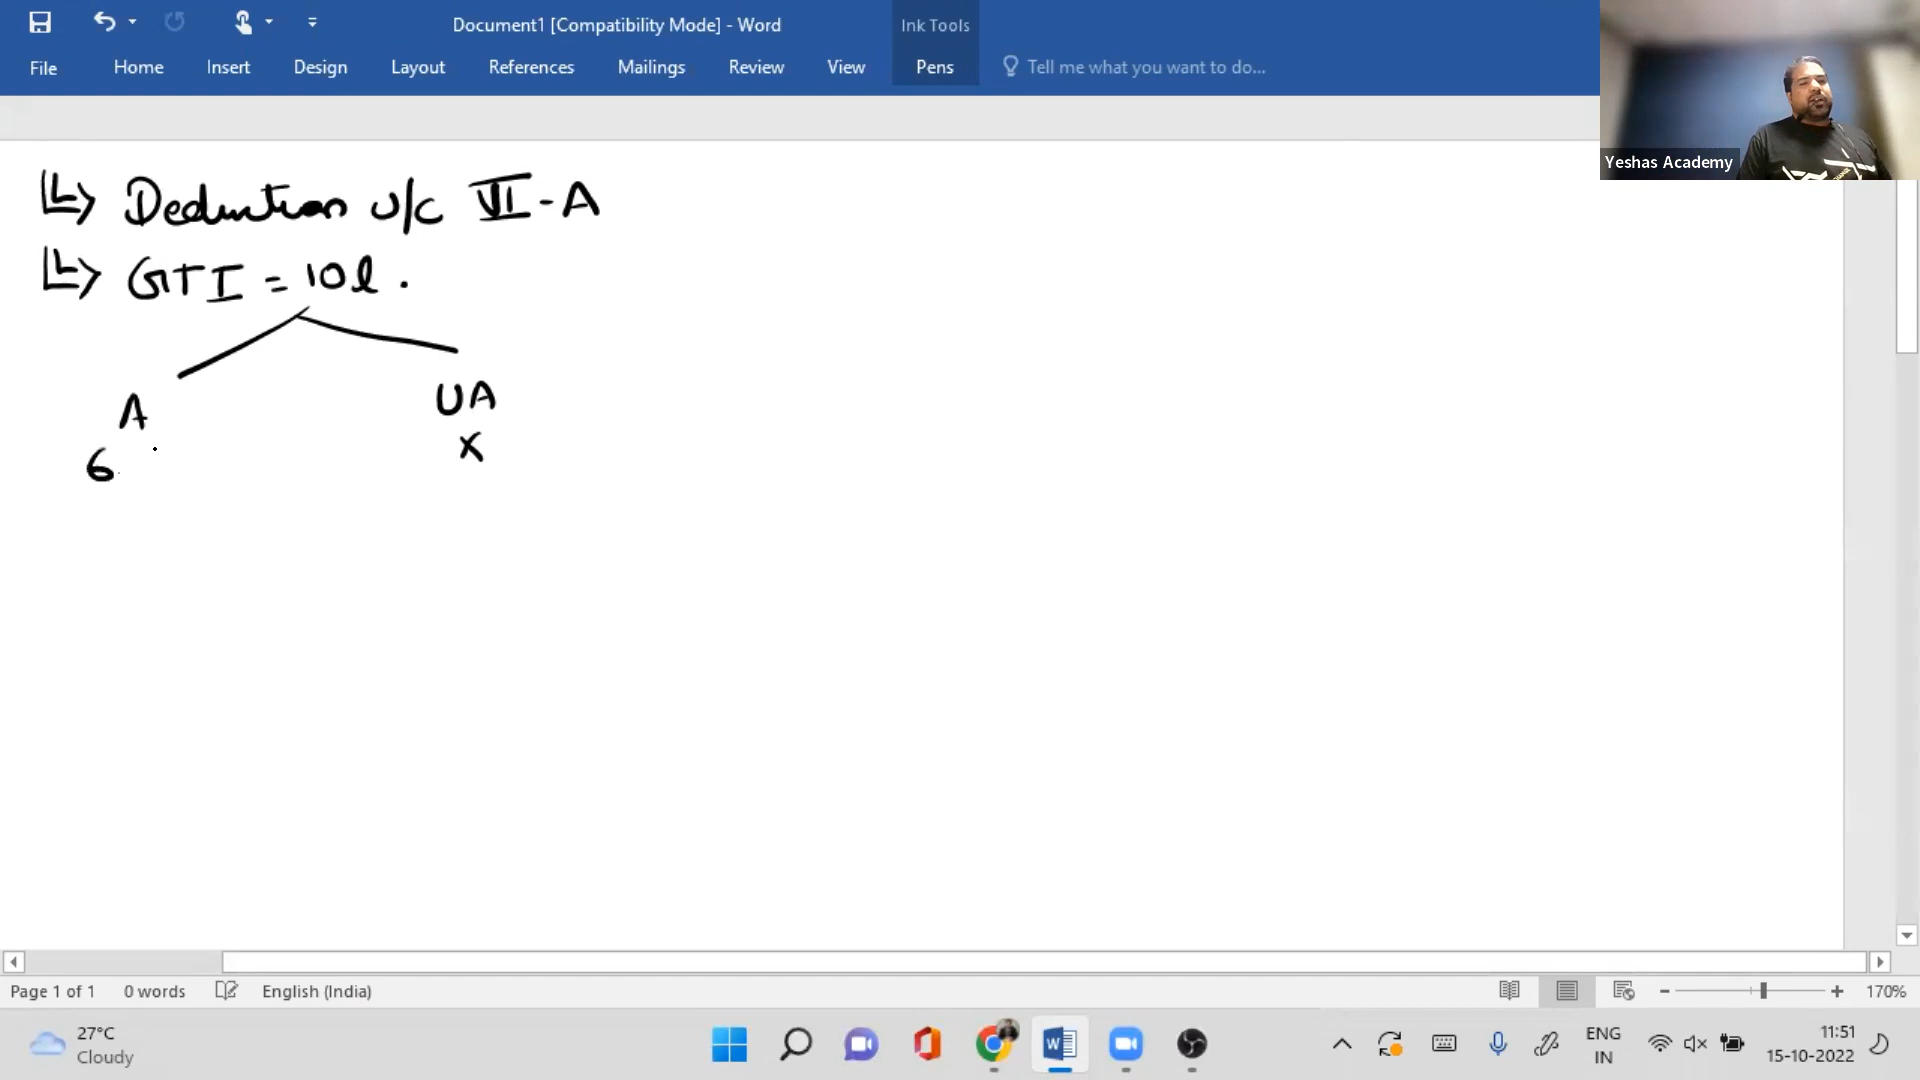 Document1 [Compatibility Mode] - Word
Ink Tools
File Home Insert Design Layout References Mailings Review View Pens Tell me what you want to do...
Yeshas Academy
Deduction u/c VI-A
GTI = 10l.
A UA
6 X
Page 1 of 1 0 words English (India) 170%
27°C
Cloudy
ENG
IN
11:51
15-10-2022